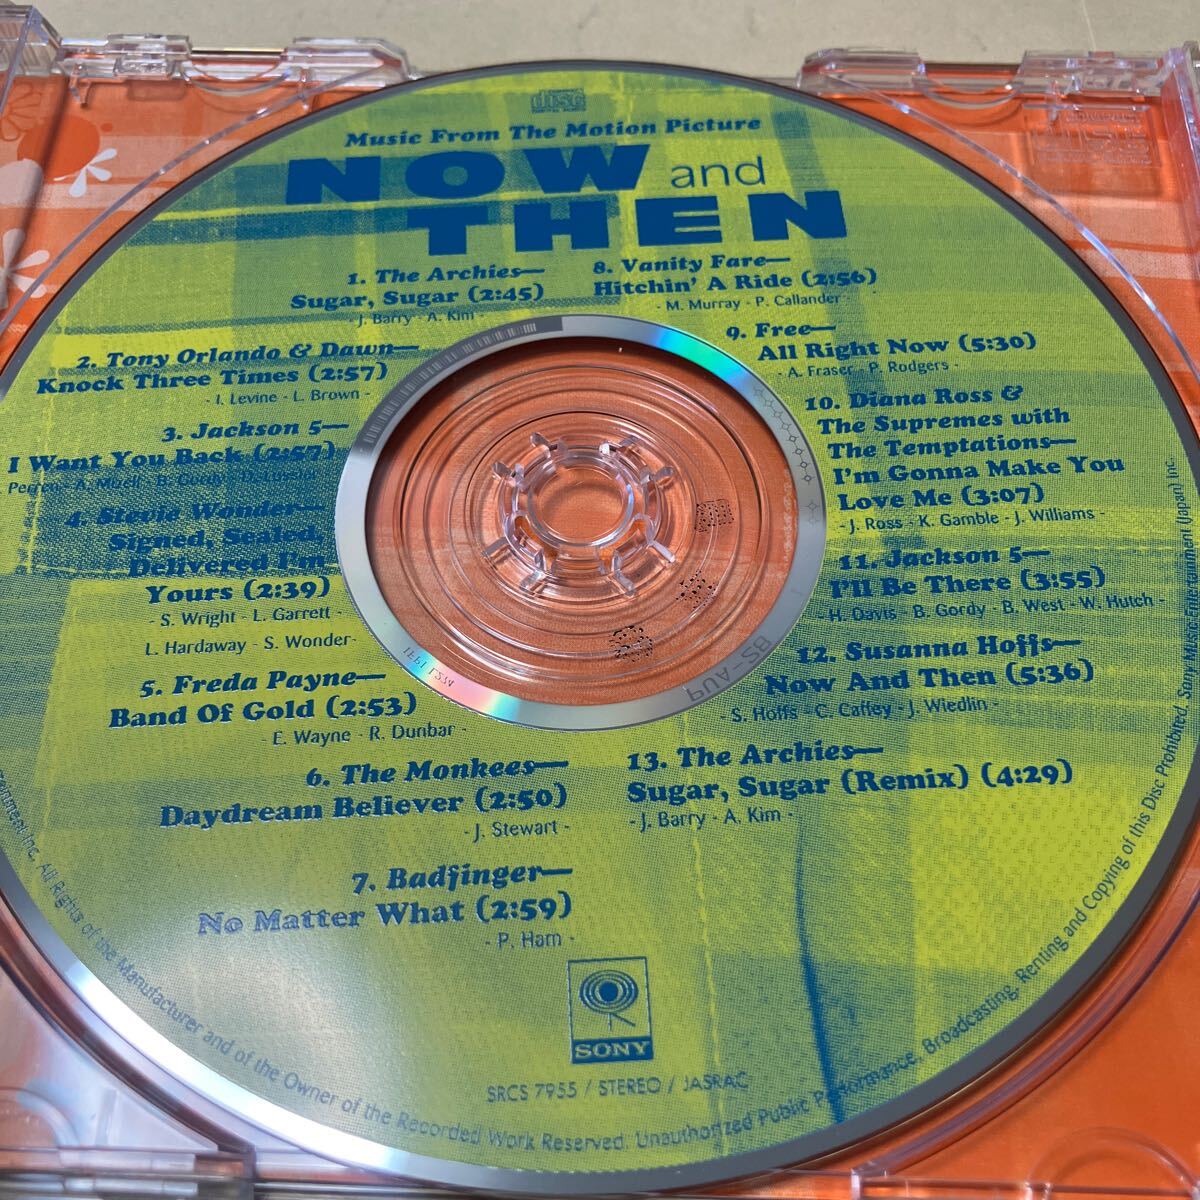 disc
Music From The Motion Picture
NOW and
THEN
1. The Archies—
Sugar, Sugar (2:45)
J. Barry - A. Kim -
2. Tony Orlando & Dawn—
Knock Three Times (2:57)
- I. Levine - L. Brown -
3. Jackson 5—
I Want You Back (2:57)
4. Stevie Wonder—
Signed, Sealed,
Delivered I'm
Yours (2:39)
- S. Wright - L. Garrett -
L. Hardaway - S. Wonder-
5. Freda Payne—
Band Of Gold (2:53)
- E. Wayne - R. Dunbar -
6. The Monkees—
Daydream Believer (2:50)
- J. Stewart -
7. Badfinger—
No Matter What (2:59)
- P. Ham -
8. Vanity Fare—
Hitchin' A Ride (2:56)
- M. Murray - P. Callander -
9. Free—
All Right Now (5:30)
- A. Fraser - P. Rodgers -
10. Diana Ross &
The Supremes with
The Temptations—
I'm Gonna Make You
Love Me (3:07)
- J. Ross - K. Gamble - J. Williams -
11. Jackson 5—
I'll Be There (3:55)
- H. Davis - B. Gordy - B. West - W. Hutch -
12. Susanna Hoffs—
Now And Then (5:36)
- S. Hoffs - C. Caffey - J. Wiedlin -
13. The Archies—
Sugar, Sugar (Remix) (4:29)
- J. Barry - A. Kim -
SONY
SRCS 7955 / STEREO / JASRAC
Inc. All Rights of the Manufacturer and of the Owner of the Recorded Work Reserved. Unauthorized Public Performance, Broadcasting, Renting and Copying of this Disc Prohibited. Sony Music Entertainment (Japan) Inc.